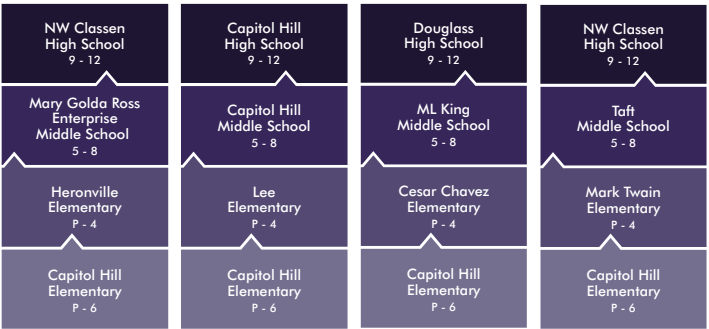 NW Classen
High School
9 - 12
Mary Golda Ross
Enterprise
Middle School
5 - 8
Heronville
Elementary
P - 4
Capitol Hill
Elementary
P - 6
Capitol Hill
High School
9 - 12
Capitol Hill
Middle School
5 - 8
Lee
Elementary
P - 4
Capitol Hill
Elementary
P - 6
Douglass
High School
9 - 12
ML King
Middle School
5 - 8
Cesar Chavez
Elementary
P - 4
Capitol Hill
Elementary
P - 6
NW Classen
High School
9 - 12
Taft
Middle School
5 - 8
Mark Twain
Elementary
P - 4
Capitol Hill
Elementary
P - 6